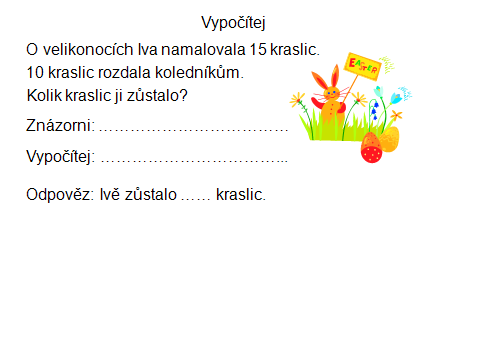 Vypočítej
O velikonocích Iva namalovala 15 kraslic.
10 kraslic rozdala koledníkům.
Kolik kraslic ji zůstalo?
EASTER
Znázorni: ………………………………
Vypočítej: ……………………………...
Odpověz: Ivě zůstalo …… kraslic.